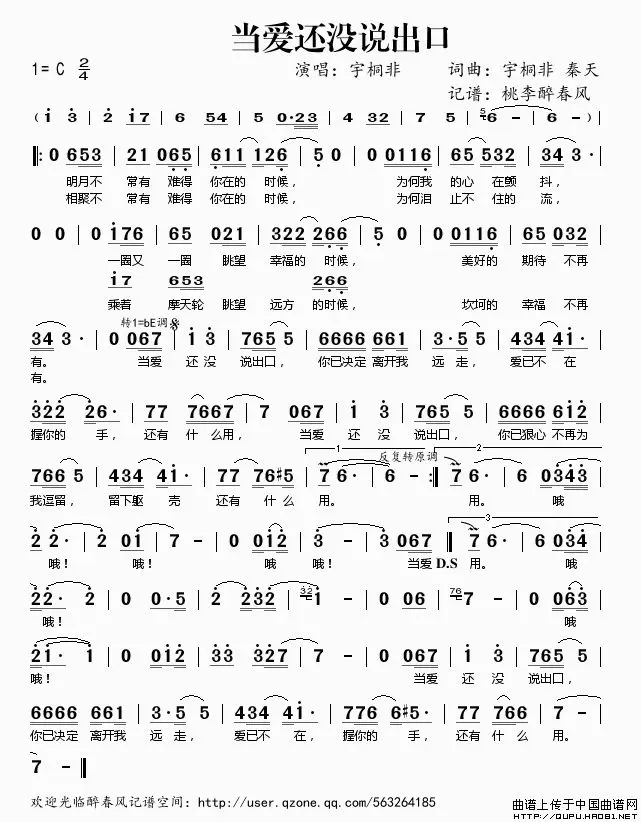 当爱还没说出口
1= C 2/4 演唱：宇桐非 词曲：宇桐非 秦天
记谱：桃李醉春风
( i 3 | 2 i7 | 6 54 | 5 0·23 | 4 32 | 7 5 | 5 6 - | 6 - )
‖: 0 653 | 21 065 | 611 126 | 5 0 | 0 0116 | 65 532 | 34 3· |
明月不 常有 难得 你在的 时候， 为何我 的心 在颤 抖，
相聚不 常有 难得 你在的 时候， 为何泪 止不 住的 流，
0 0 | 0 i76 | 65 021 | 322 266 | 5 0 | 0 0116 | 65 032 |
一圈又 一圈 眺望 幸福的 时候， 美好的 期待 不再
i7 653 266
乘着 摩天轮 眺望 远方 的时候， 坎坷的 幸福 不再
转1=bE调
34 3· | 0 067 | i 3 | 765 5 | 6666 661 | 3·5 5 | 434 41· |
有。 当爱 还 没 说出口， 你已决定 离开我 远 走， 爱已不 在
有。
322 26· | 77 7667 | 7 067 | i 3 | 765 5 | 6666 612 |
握你的 手， 还有 什 么用， 当爱 还 没 说出口， 你已狠心 不再为
1 反复转原调 2
766 5 | 434 41· | 77 76#5 | 7 6· | 6 - :‖ 7 6· | 6 0343 |
我逗留， 留下躯 壳 还有 什 么 用。 用。 哦
3
2 2· | 2 01 | 7 - | 0 012 | 3 - | 3 067 ‖ 7 6· | 6 034 |
哦！ 哦！ 哦 哦！ 当爱 D.S 用。 哦
22· 2 | 0 0·5 | 2 232 | 32 1 - | 0 0 | 76 7 - | 0 063 |
哦！ 哦
21· 1 | 0 012 | 33 327 | 7 - | 0 067 | i 3 | 765 5 |
哦！ 当爱 还 没 说出口，
6666 661 | 3·5 5 | 434 41· | 776 6#5· | 77 766 | 7 - |
你已决定 离开我 远 走， 爱已不 在， 握你的 手， 还有 什 么 用。
7 - ‖
欢迎光临醉春风记谱空间：http://user.qzone.qq.com/563264185
曲谱上传于中国曲谱网
HTTP://QUPU.HAO81.NET